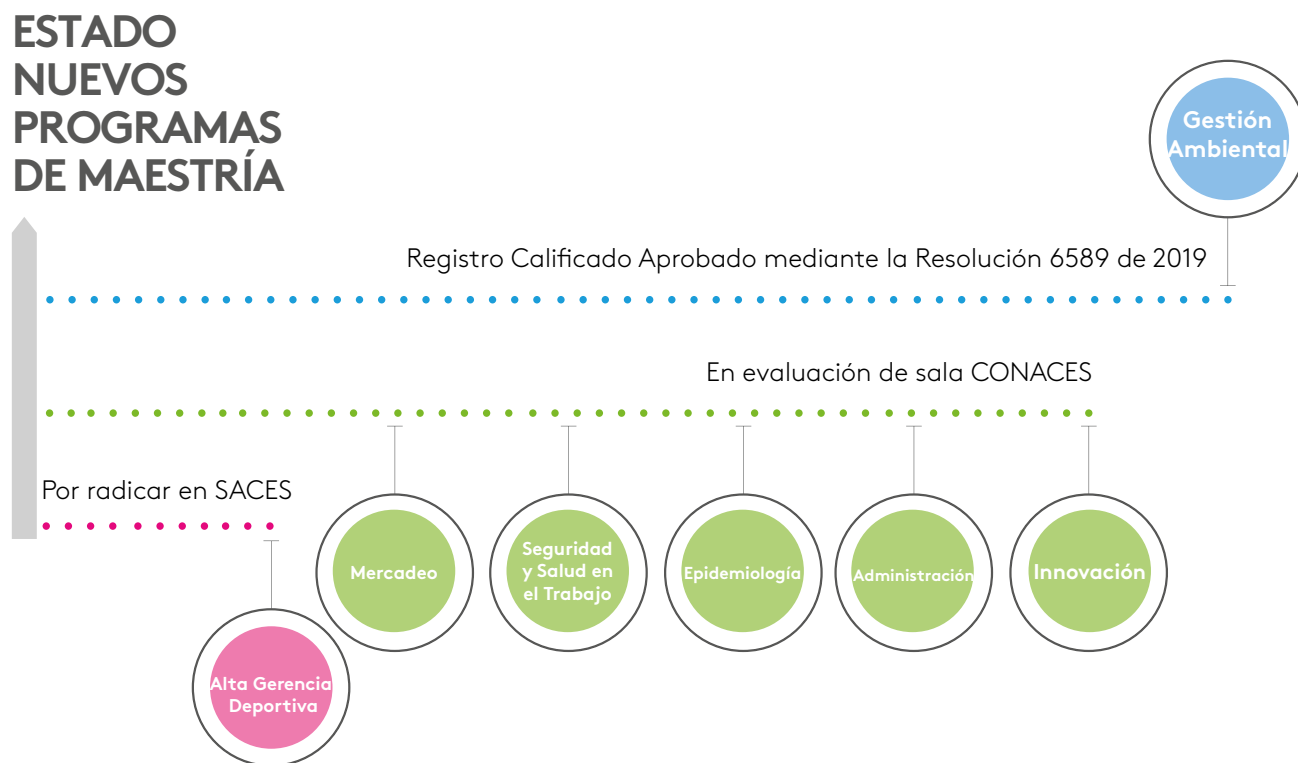 ESTADO
NUEVOS
PROGRAMAS
DE MAESTRÍA
Gestión
Ambiental
Registro Calificado Aprobado mediante la Resolución 6589 de 2019
En evaluación de sala CONACES
Por radicar en SACES
Mercadeo
Seguridad
y Salud en
el Trabajo
Epidemiología
Administración
Innovación
Alta Gerencia
Deportiva